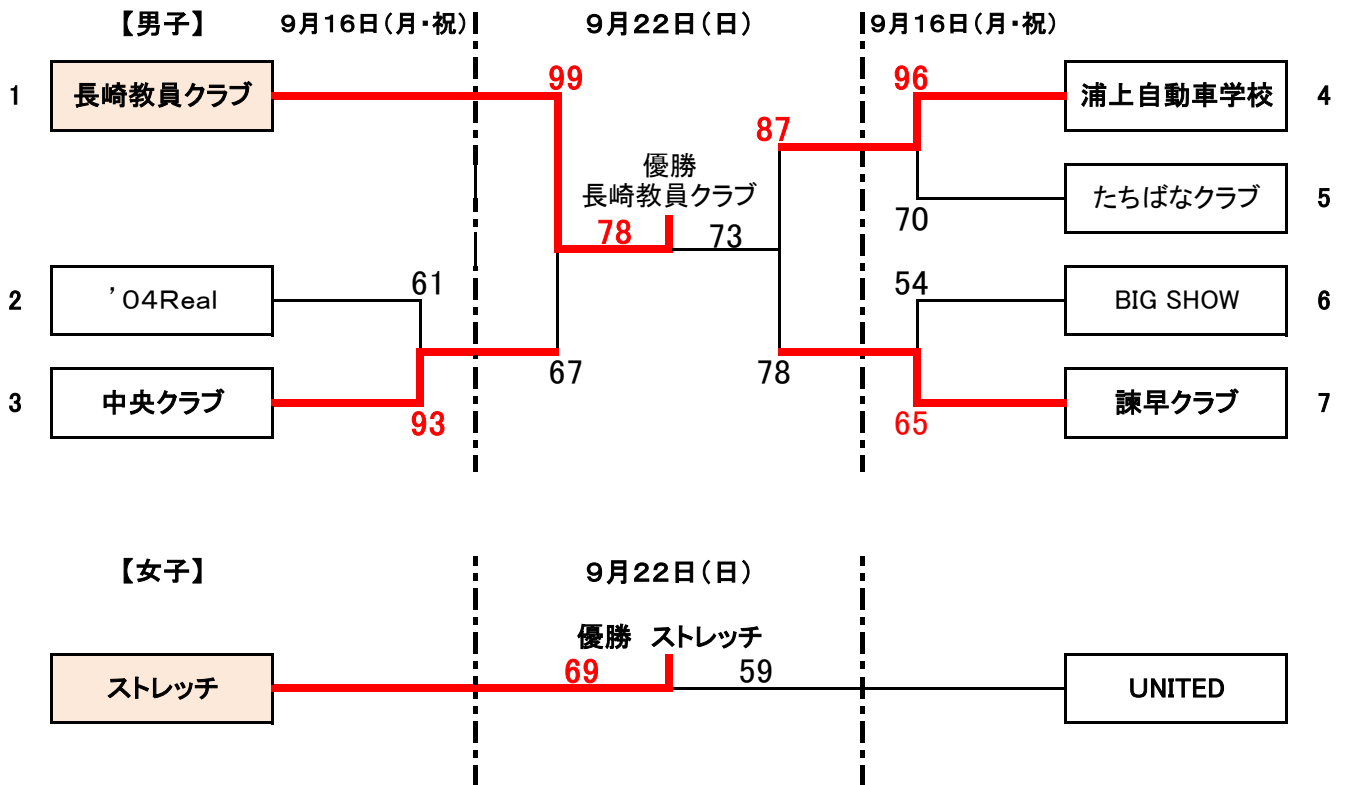 【男子】 9月16日(月・祝) 9月22日(日) 9月16日(月・祝)
1 長崎教員クラブ 99 96 浦上自動車学校 4
87
優勝
長崎教員クラブ
たちばなクラブ 5
70
78 73
2 '04Real 61 54 BIG SHOW 6
67 78
3 中央クラブ 諫早クラブ 7
93 65
【女子】 9月22日(日)
優勝 ストレッチ
69 59
ストレッチ UNITED